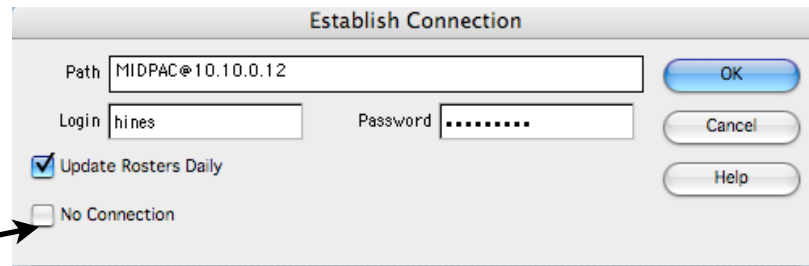 Establish Connection
Path MIDPAC@10.10.0.12 OK
Login hines Password ••••••••• Cancel
Update Rosters Daily Help
No Connection